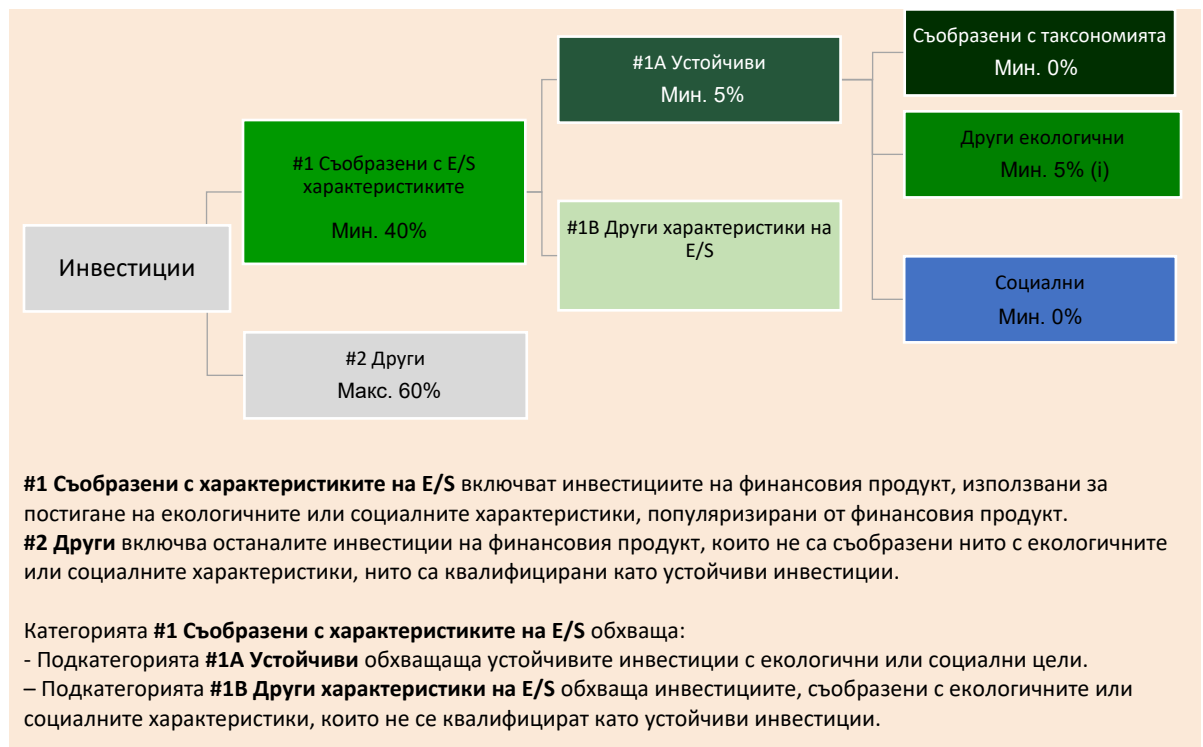 Съобразени с таксономията
Мин. 0%
#1A Устойчиви
Мин. 5%
Други екологични
Мин. 5% (i)
#1 Съобразени с E/S
характеристиките
Мин. 40%
#1B Други характеристики на
E/S
Инвестиции
Социални
Мин. 0%
#2 Други
Макс. 60%
#1 Съобразени с характеристиките на E/S включват инвестициите на финансовия продукт, използвани за
постигане на екологичните или социалните характеристики, популяризирани от финансовия продукт.
#2 Други включва останалите инвестиции на финансовия продукт, които не са съобразени нито с екологичните
или социалните характеристики, нито са квалифицирани като устойчиви инвестиции.
Категорията #1 Съобразени с характеристиките на E/S обхваща:
- Подкатегорията #1A Устойчиви обхващаща устойчивите инвестиции с екологични или социални цели.
– Подкатегорията #1B Други характеристики на E/S обхваща инвестициите, съобразени с екологичните или
социалните характеристики, които не се квалифицират като устойчиви инвестиции.